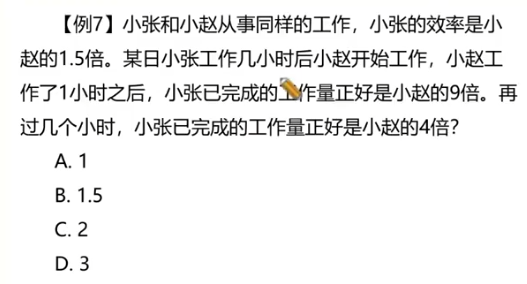 【例7】小张和小赵从事同样的工作，小张的效率是小
赵的1.5倍。某日小张工作几小时后小赵开始工作，小赵工
作了1小时之后，小张已完成的工作量正好是小赵的9倍。再
过几个小时，小张已完成的工作量正好是小赵的4倍？
A. 1
B. 1.5
C. 2
D. 3